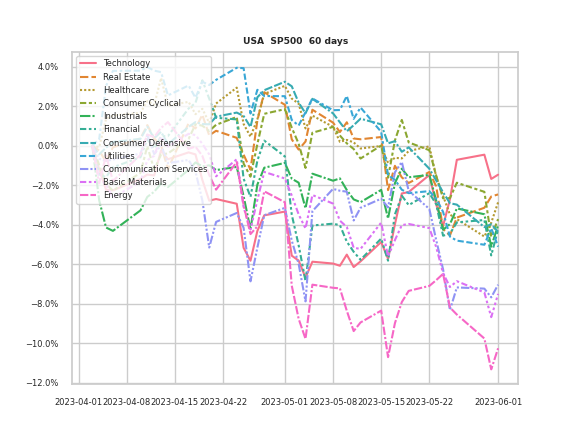 USA  SP500  60 days
4.0%
2.0%
0.0%
−2.0%
−4.0%
−6.0%
−8.0%
−10.0%
−12.0%
Technology
Real Estate
Healthcare
Consumer Cyclical
Industrials
Financial
Consumer Defensive
Utilities
Communication Services
Basic Materials
Energy
2023-04-01 2023-04-08 2023-04-15 2023-04-22 2023-05-01 2023-05-08 2023-05-15 2023-05-22 2023-06-01